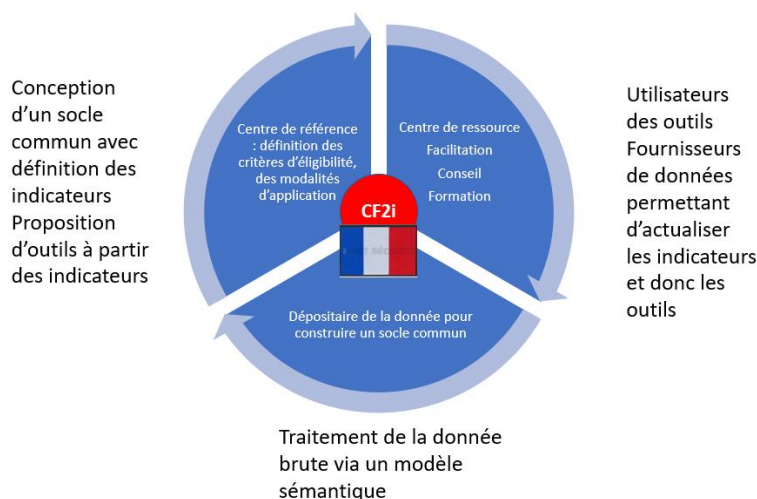 Conception
d'un socle
commun avec
définition des
indicateurs
Proposition
d'outils à partir
des indicateurs
Centre de référence
: définition des
critères d'éligibilité,
des modalités
d'application
Centre de ressource
Facilitation
Conseil
Formation
CF2i
Dépositaire de la donnée pour
construire un socle commun
Utilisateurs
des outils
Fournisseurs
de données
permettant
d'actualiser
les indicateurs
et donc les
outils
Traitement de la donnée
brute via un modèle
sémantique